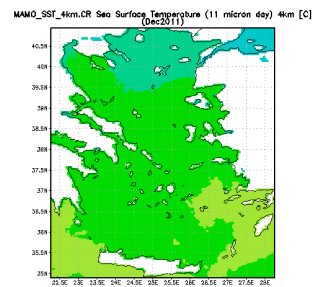 MAMO_SST_4km.CR Sea Surface Temperature (11 micron day) 4km [C]
(Dec2011)
40.5N
40N
39.5N
39N
38.5N
38N
37.5N
37N
36.5N
36N
35.5N
35N
22.5E 23E 23.5E 24E 24.5E 25E 25.5E 26E 26.5E 27E 27.5E 28E